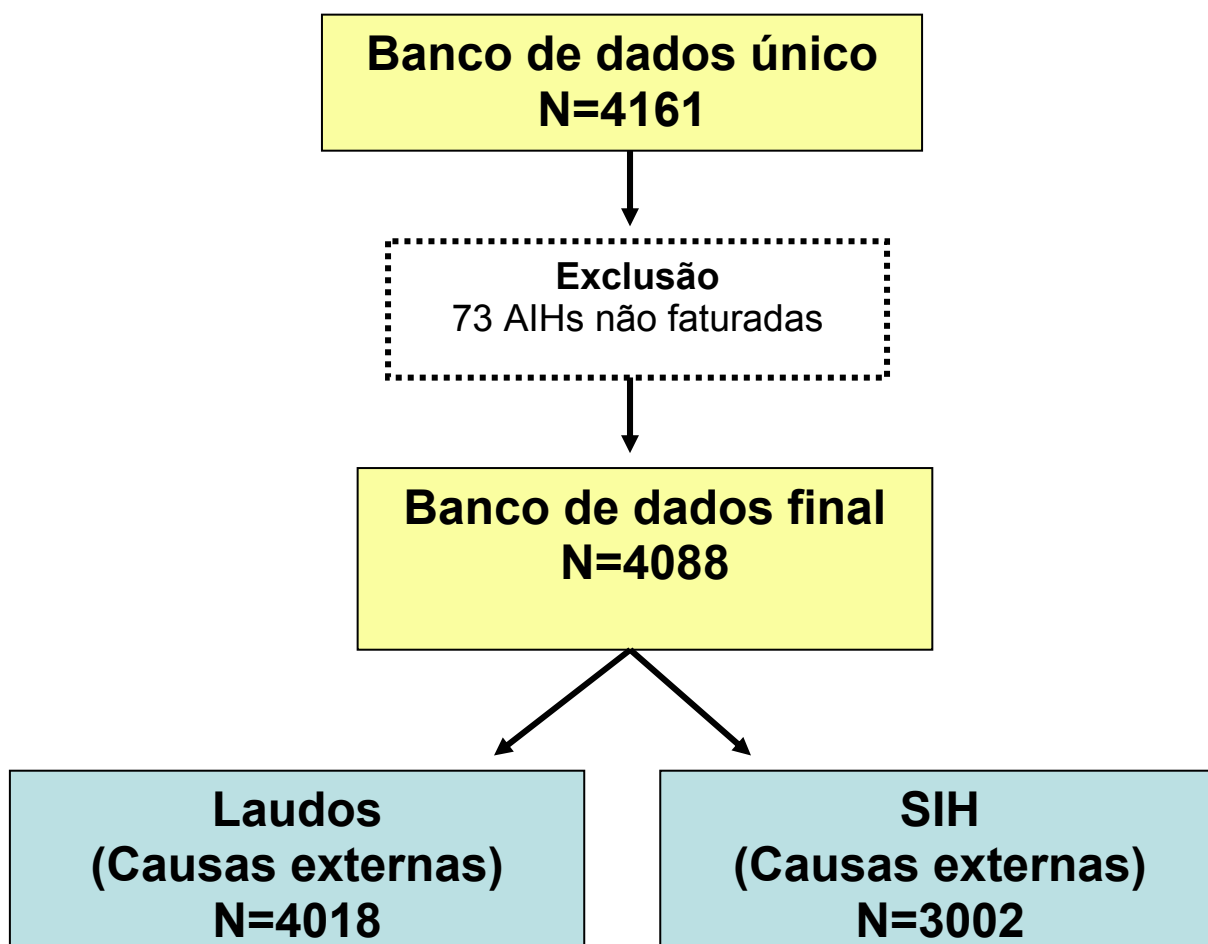 Banco de dados único
N=4161
Exclusão
73 AIHs não faturadas
Banco de dados final
N=4088
Laudos
(Causas externas)
N=4018
SIH
(Causas externas)
N=3002